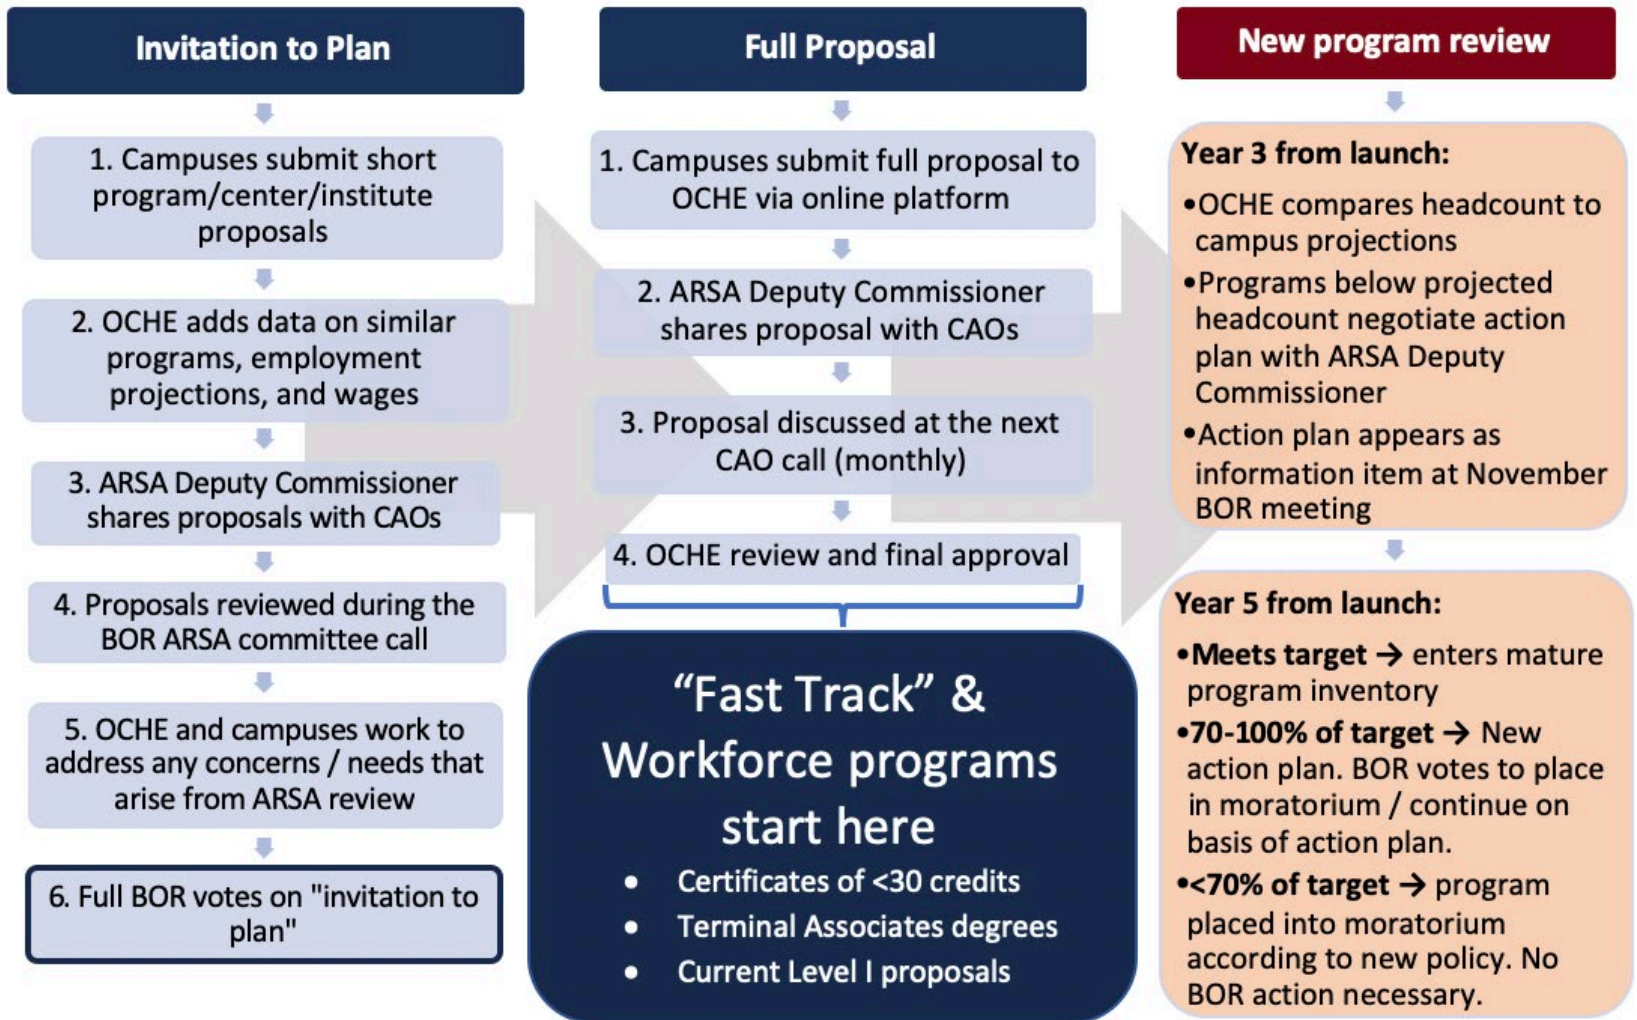 Invitation to Plan
1. Campuses submit short
program/center/institute
proposals
2. OCHE adds data on similar
programs, employment
projections, and wages
3. ARSA Deputy Commissioner
shares proposals with CAOs
4. Proposals reviewed during the
BOR ARSA committee call
5. OCHE and campuses work to
address any concerns / needs that
arise from ARSA review
6. Full BOR votes on "invitation to
plan"
Full Proposal
1. Campuses submit full proposal to
OCHE via online platform
2. ARSA Deputy Commissioner
shares proposal with CAOs
3. Proposal discussed at the next
CAO call (monthly)
4. OCHE review and final approval
“Fast Track” &
Workforce programs
start here
• Certificates of <30 credits
• Terminal Associates degrees
• Current Level I proposals
New program review
Year 3 from launch:
•OCHE compares headcount to
campus projections
•Programs below projected
headcount negotiate action
plan with ARSA Deputy
Commissioner
•Action plan appears as
information item at November
BOR meeting
Year 5 from launch:
•Meets target → enters mature
program inventory
•70-100% of target → New
action plan. BOR votes to place
in moratorium / continue on
basis of action plan.
•<70% of target → program
placed into moratorium
according to new policy. No
BOR action necessary.